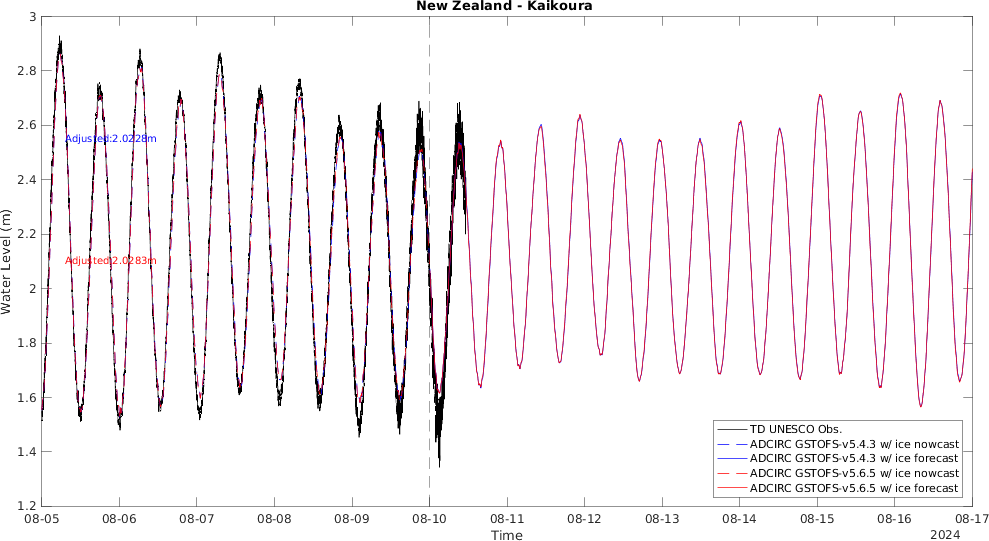 New Zealand - Kaikoura
3
2.8
2.6
2.4
2.2
2
1.8
1.6
1.4
1.2
Water Level (m)
Adjusted:2.0228m
Adjusted:2.0283m
TD UNESCO Obs.
ADCIRC GSTOFS-v5.4.3 w/ ice nowcast
ADCIRC GSTOFS-v5.4.3 w/ ice forecast
ADCIRC GSTOFS-v5.6.5 w/ ice nowcast
ADCIRC GSTOFS-v5.6.5 w/ ice forecast
08-05 08-06 08-07 08-08 08-09 08-10 08-11 08-12 08-13 08-14 08-15 08-16 08-17
Time
2024